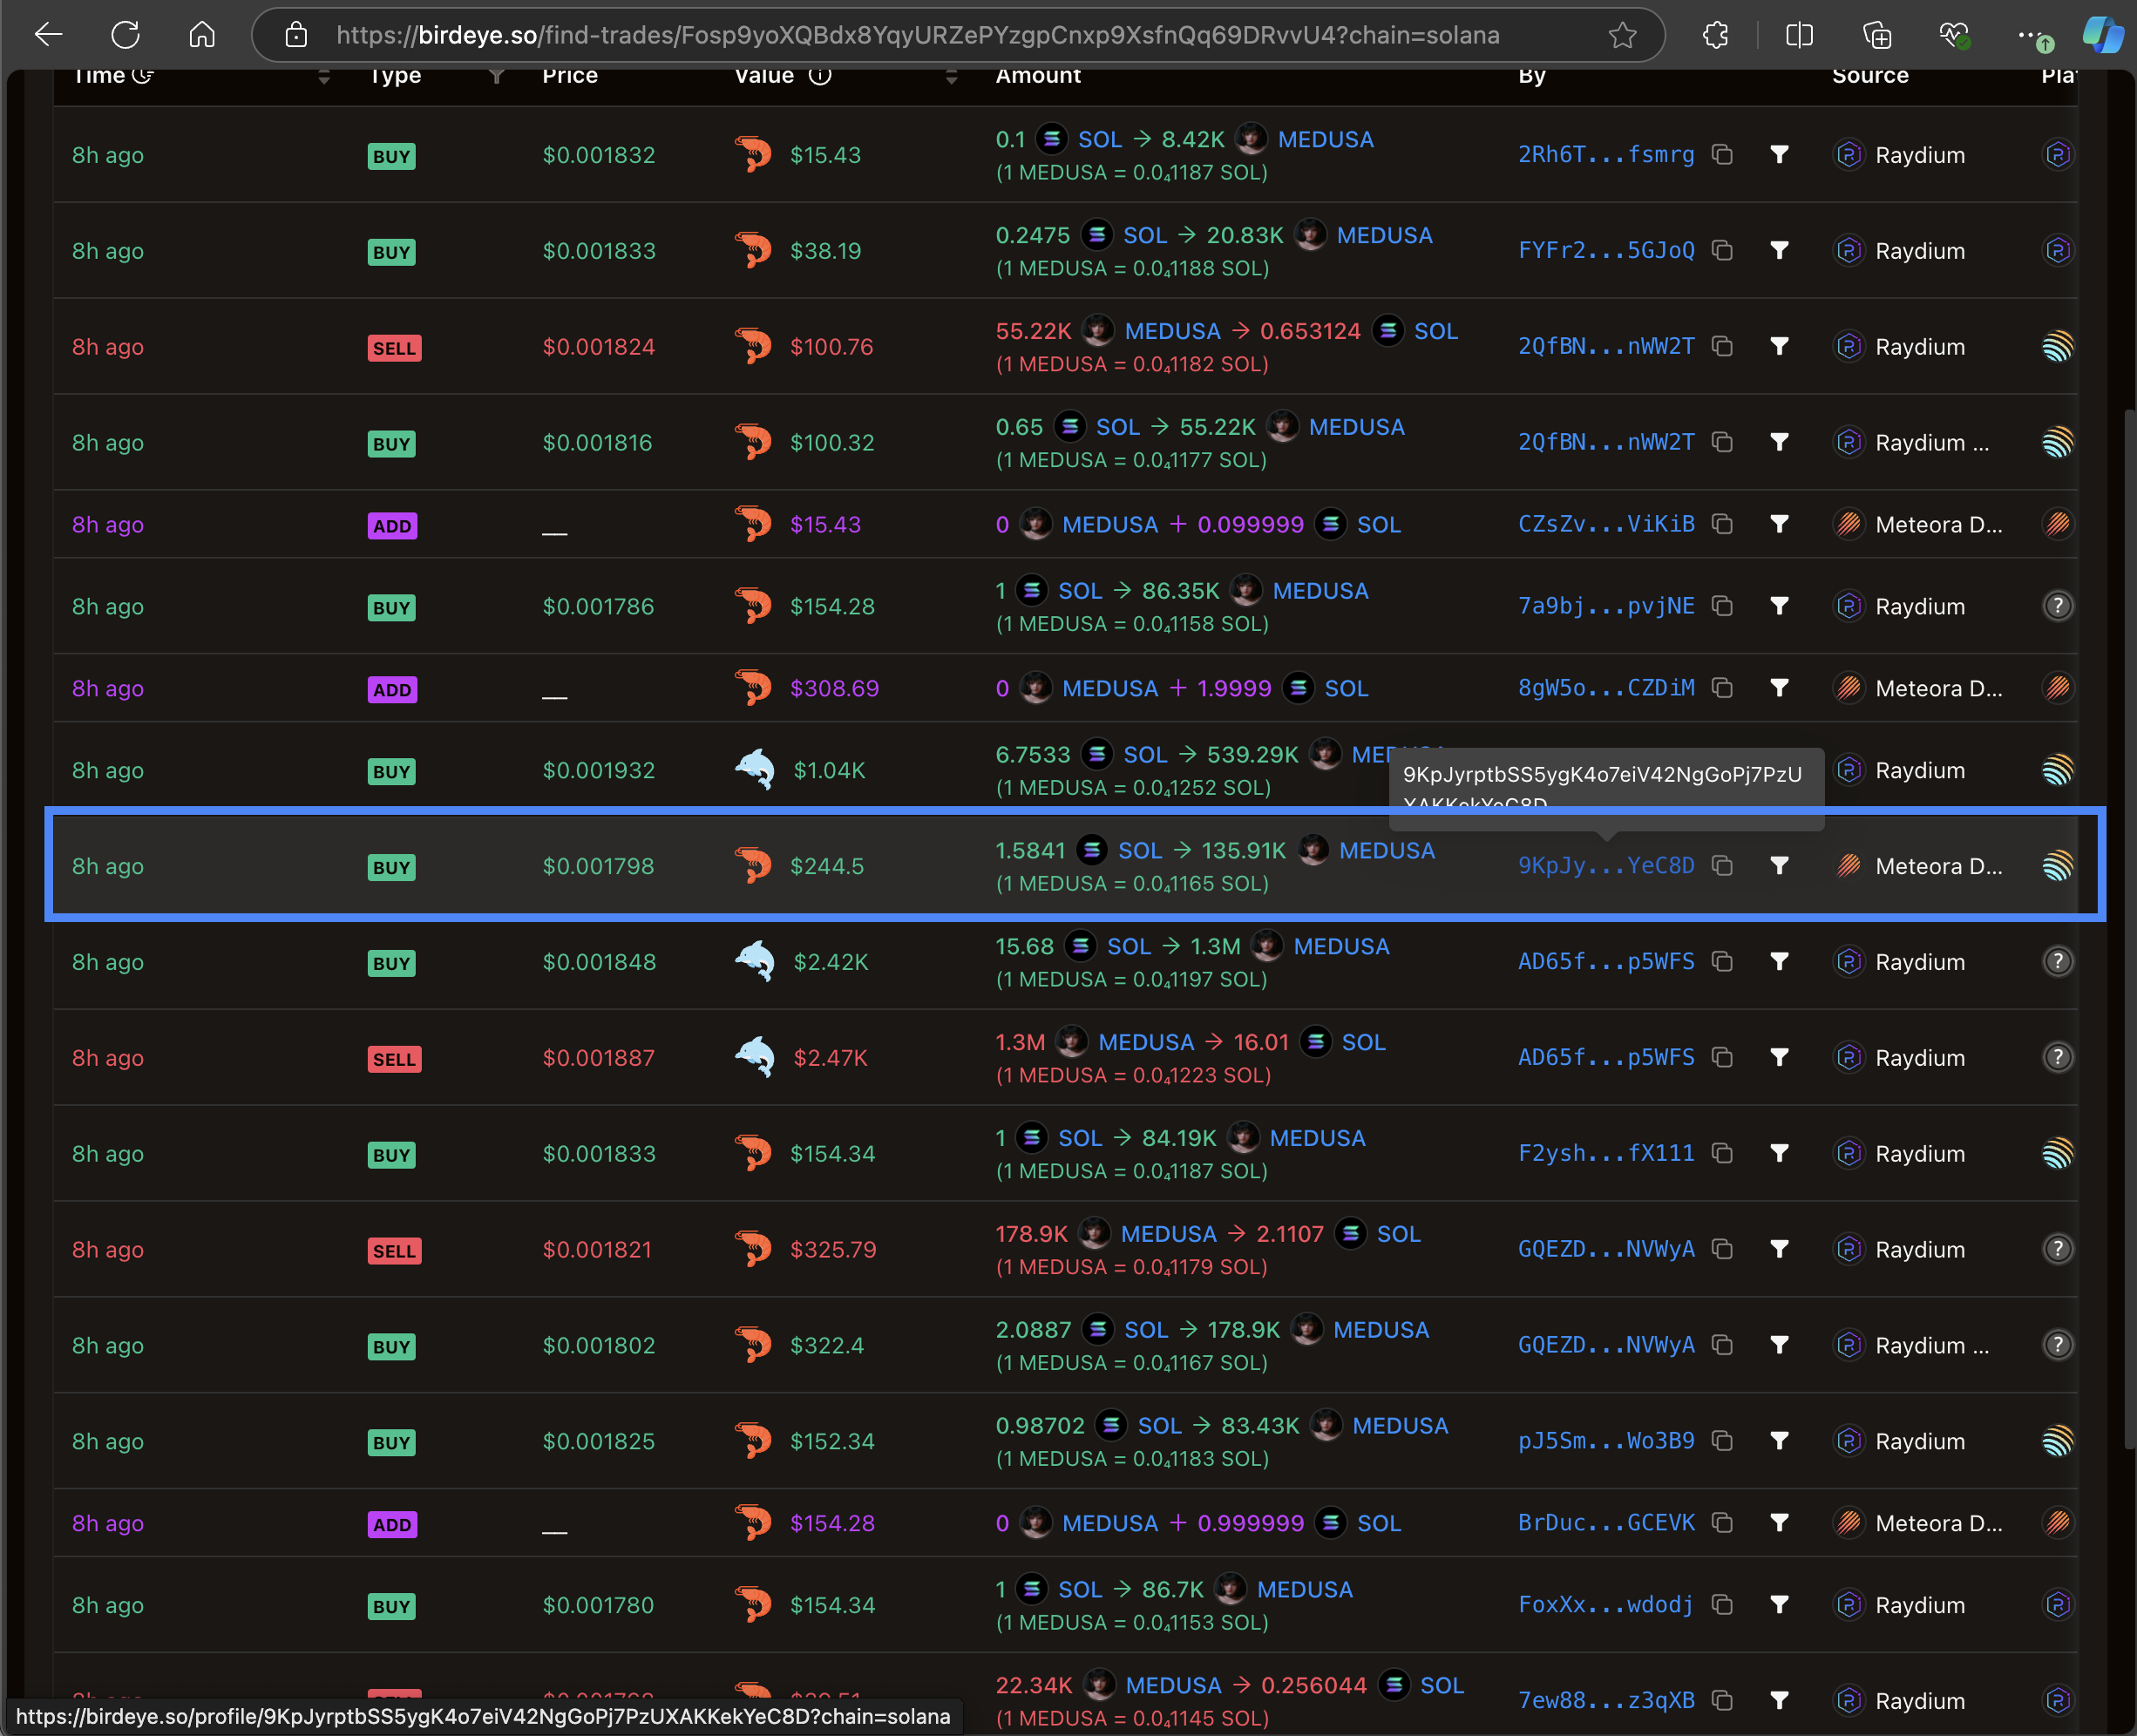 https://birdeye.so/find-trades/Fosp9yoXQBdx8YqyURZePYzgpCnxp9XsfnQq69DRvvU4?chain=solana
Time Type Price Value Amount By Source
8h ago BUY $0.001832 $15.43 0.1 SOL → 8.42K MEDUSA 2Rh6T...fsmrg Raydium
(1 MEDUSA = 0.0₄1187 SOL)
8h ago BUY $0.001833 $38.19 0.2475 SOL → 20.83K MEDUSA FYFr2...5GJoQ Raydium
(1 MEDUSA = 0.0₄1188 SOL)
8h ago SELL $0.001824 $100.76 55.22K MEDUSA → 0.653124 SOL 2QfBN...nWW2T Raydium
(1 MEDUSA = 0.0₄1182 SOL)
8h ago BUY $0.001816 $100.32 0.65 SOL → 55.22K MEDUSA 2QfBN...nWW2T Raydium ...
(1 MEDUSA = 0.0₄1177 SOL)
8h ago ADD __ $15.43 0 MEDUSA + 0.099999 SOL CZsZv...ViKiB Meteora D...
8h ago BUY $0.001786 $154.28 1 SOL → 86.35K MEDUSA 7a9bj...pvjNE Raydium
(1 MEDUSA = 0.0₄1158 SOL)
8h ago ADD __ $308.69 0 MEDUSA + 1.9999 SOL 8gW5o...CZDiM Meteora D...
8h ago BUY $0.001932 $1.04K 6.7533 SOL → 539.29K Raydium
(1 MEDUSA = 0.0₄1252 SOL)
9KpJyrptbSS5ygK4o7eiV42NgGoPj7PzU
XAKKekYeC8D
8h ago BUY $0.001798 $244.5 1.5841 SOL → 135.91K MEDUSA 9KpJy...YeC8D Meteora D...
(1 MEDUSA = 0.0₄1165 SOL)
8h ago BUY $0.001848 $2.42K 15.68 SOL → 1.3M MEDUSA AD65f...p5WFS Raydium
(1 MEDUSA = 0.0₄1197 SOL)
8h ago SELL $0.001887 $2.47K 1.3M MEDUSA → 16.01 SOL AD65f...p5WFS Raydium
(1 MEDUSA = 0.0₄1223 SOL)
8h ago BUY $0.001833 $154.34 1 SOL → 84.19K MEDUSA F2ysh...fX111 Raydium
(1 MEDUSA = 0.0₄1187 SOL)
8h ago SELL $0.001821 $325.79 178.9K MEDUSA → 2.1107 SOL GQEZD...NVWyA Raydium
(1 MEDUSA = 0.0₄1179 SOL)
8h ago BUY $0.001802 $322.4 2.0887 SOL → 178.9K MEDUSA GQEZD...NVWyA Raydium ...
(1 MEDUSA = 0.0₄1167 SOL)
8h ago BUY $0.001825 $152.34 0.98702 SOL → 83.43K MEDUSA pJ5Sm...Wo3B9 Raydium
(1 MEDUSA = 0.0₄1183 SOL)
8h ago ADD __ $154.28 0 MEDUSA + 0.999999 SOL BrDuc...GCEVK Meteora D...
8h ago BUY $0.001780 $154.34 1 SOL → 86.7K MEDUSA FoxXx...wdodj Raydium
(1 MEDUSA = 0.0₄1153 SOL)
22.34K MEDUSA → 0.256044 SOL 7ew88...z3qXB Raydium
(1 MEDUSA = 0.0₄1145 SOL)
https://birdeye.so/profile/9KpJyrptbSS5ygK4o7eiV42NgGoPj7PzUXAKKekYeC8D?chain=solana